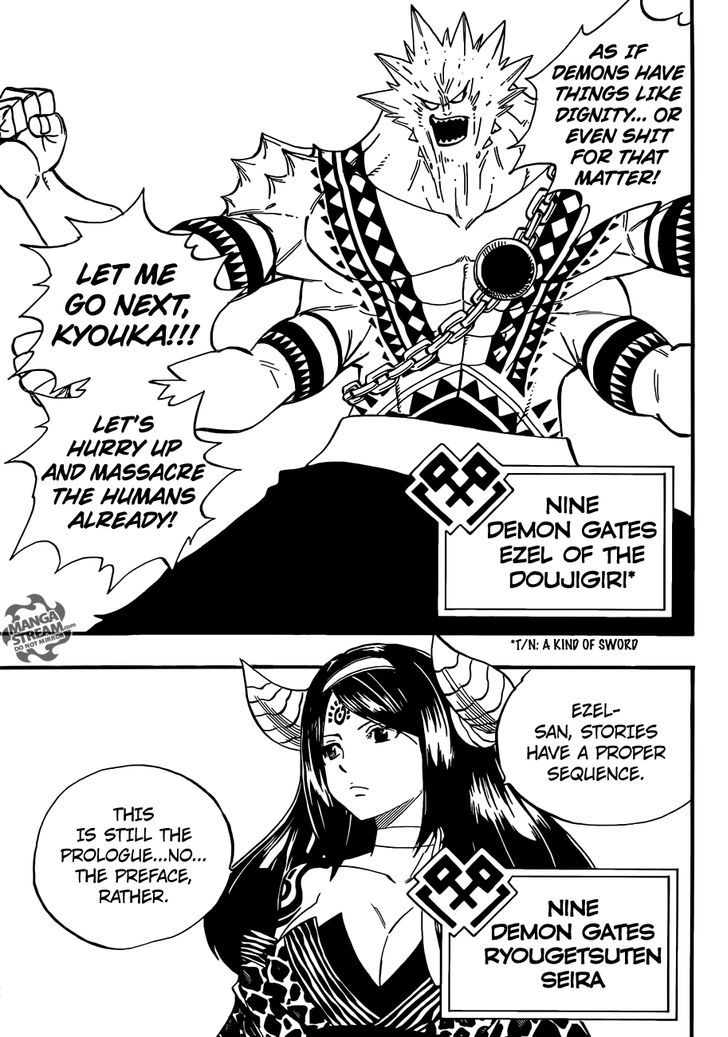 AS IF
DEMONS HAVE
THINGS LIKE
DIGNITY... OR
EVEN SHIT
FOR THAT
MATTER!
LET ME
GO NEXT,
KYOUKA!!!
LET'S
HURRY UP
AND MASSACRE
THE HUMANS
ALREADY!
NINE
DEMON GATES
EZEL OF THE
DOUJIGIRI*
*T/N: A KIND OF SWORD
MANGA
STREAM.com
DO NOT MIRROR
EZEL-
SAN, STORIES
HAVE A PROPER
SEQUENCE.
THIS
IS STILL THE
PROLOGUE...NO...
THE PREFACE,
RATHER.
NINE
DEMON GATES
RYOUGETSUTEN
SEIRA